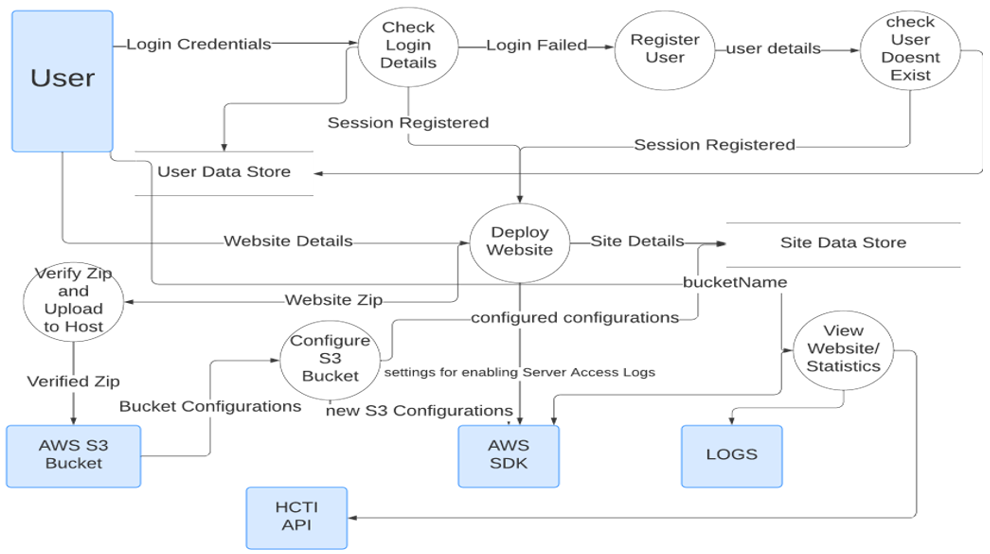 User
Login Credentials
Check
Login
Details
Login Failed
Register
User
user details
check
User
Doesnt
Exist
Session Registered
Session Registered
User Data Store
Website Details
Deploy
Website
Site Details
Site Data Store
Verify Zip
and
Upload
to Host
Website Zip
bucketName
configured configurations
Configure
S3
Bucket
View
Website/
Statistics
settings for enabling Server Access Logs
Verified Zip
Bucket Configurations
new S3 Configurations
AWS S3
Bucket
AWS
SDK
LOGS
HCTI
API